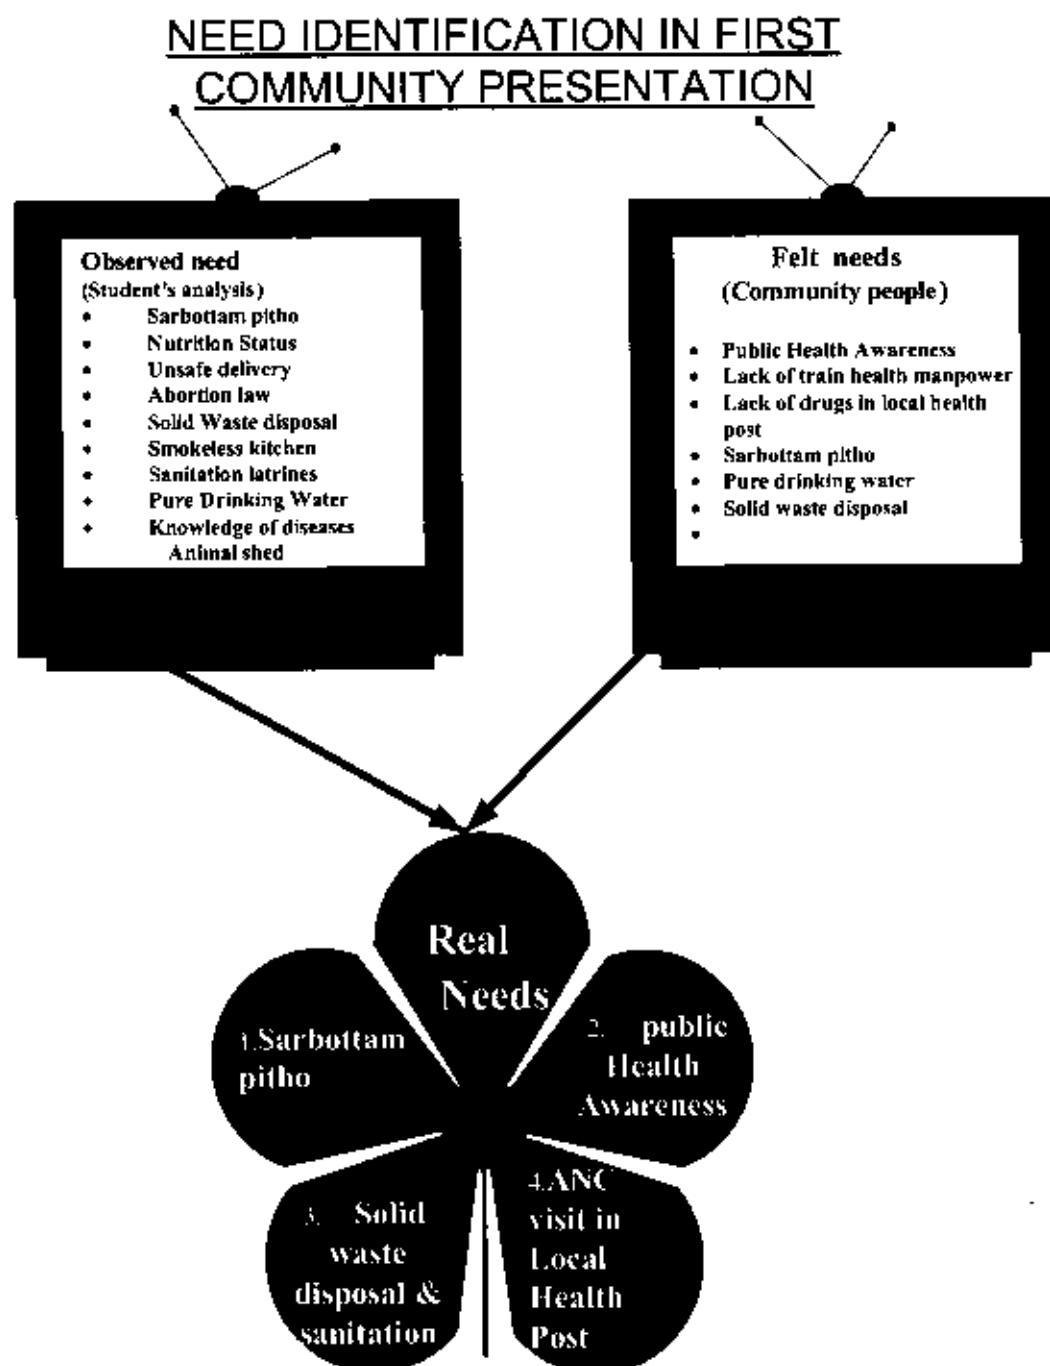 NEED IDENTIFICATION IN FIRST
COMMUNITY PRESENTATION
Observed need
(Student's analysis)
• Sarbottam pitho
• Nutrition Status
• Unsafe delivery
• Abortion law
• Solid Waste disposal
• Smokeless kitchen
• Sanitation latrines
• Pure Drinking Water
• Knowledge of diseases
Animal shed
Felt needs
(Community people)
• Public Health Awareness
• Lack of train health manpower
• Lack of drugs in local health
post
• Sarbottam pitho
• Pure drinking water
• Solid waste disposal
•
Real
Needs
1.Sarbottam
pitho
2. public
Health
Awareness
3. Solid
waste
disposal &
sanitation
4.ANC
visit in
Local
Health
Post